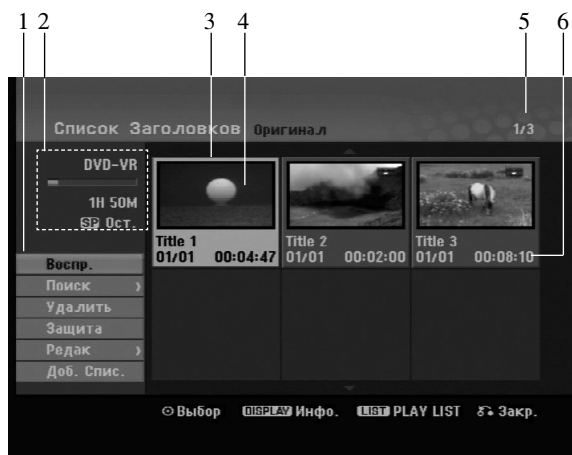 1 2 3 4 5 6
Список Заголовков Оригинал 1/3
DVD-VR
1H 50M
SP Ост.
Title 1
01/01 00:04:47
Title 2
01/01 00:02:00
Title 3
01/01 00:08:10
Воспр.
Поиск
Удалить
Защита
Редак
Доб. Спис.
Выбор DISPLAY Инфо. LIST PLAY LIST Закр.